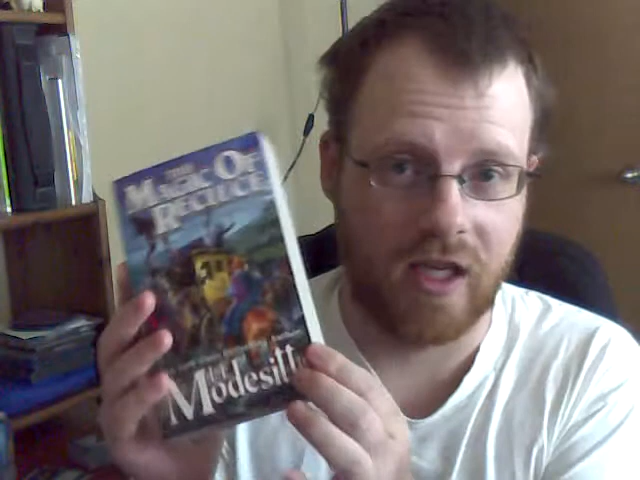 THE
MAGIC OF
RECLUCE
L.E.
Modesitt,